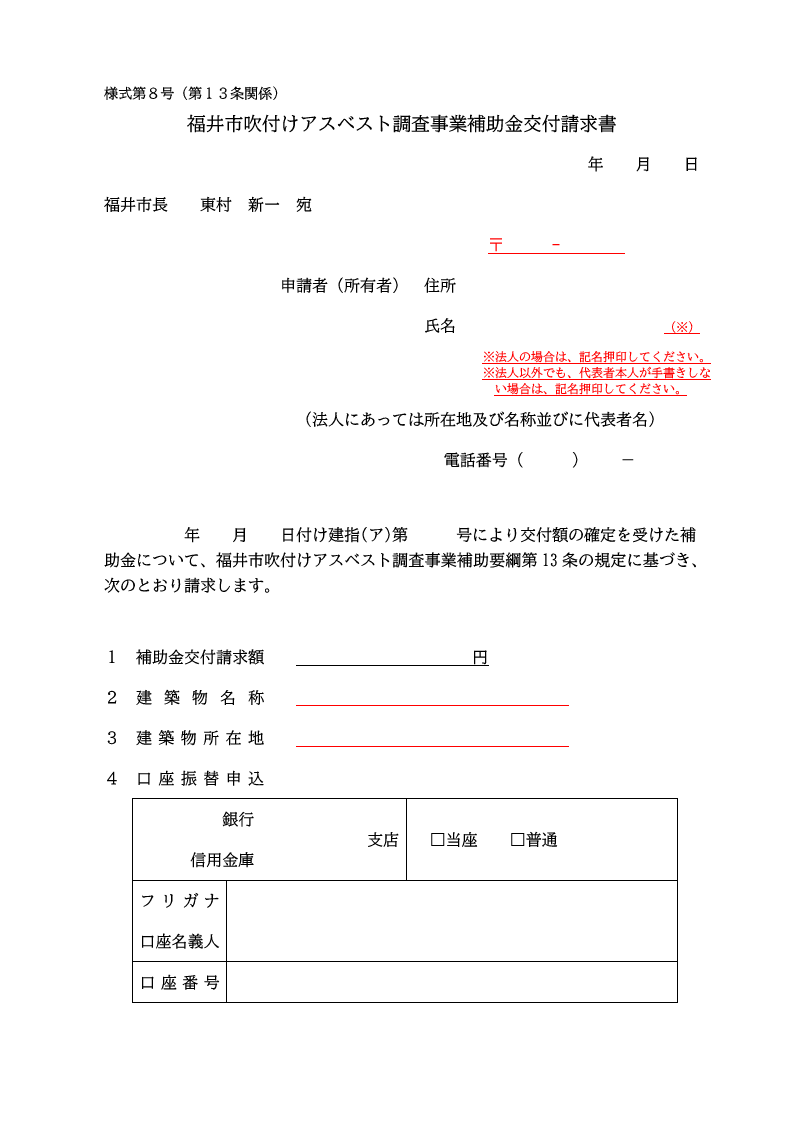 様式第８号（第１３条関係）
福井市吹付けアスベスト調査事業補助金交付請求書
年　　月　　日
福井市長　　東村　新一　宛
〒　　　－
申請者（所有者）　住所
氏名　　　　　　　　　　　　　（※）
※法人の場合は、記名押印してください。
※法人以外でも、代表者本人が手書きしな
い場合は、記名押印してください。
（法人にあっては所在地及び名称並びに代表者名）
電話番号（　　　）　　－
年　　月　　日付け建指(ア)第　　　号により交付額の確定を受けた補
助金について、福井市吹付けアスベスト調査事業補助要綱第 13 条の規定に基づき、
次のとおり請求します。
１　補助金交付請求額　　　　　　　　　　　　　円
２　建 築 物 名 称
３　建 築 物 所 在 地
４　口 座 振 替 申 込
銀行
支店　　□当座　　□普通
信用金庫
フ リ ガ ナ
口座名義人
口 座 番 号